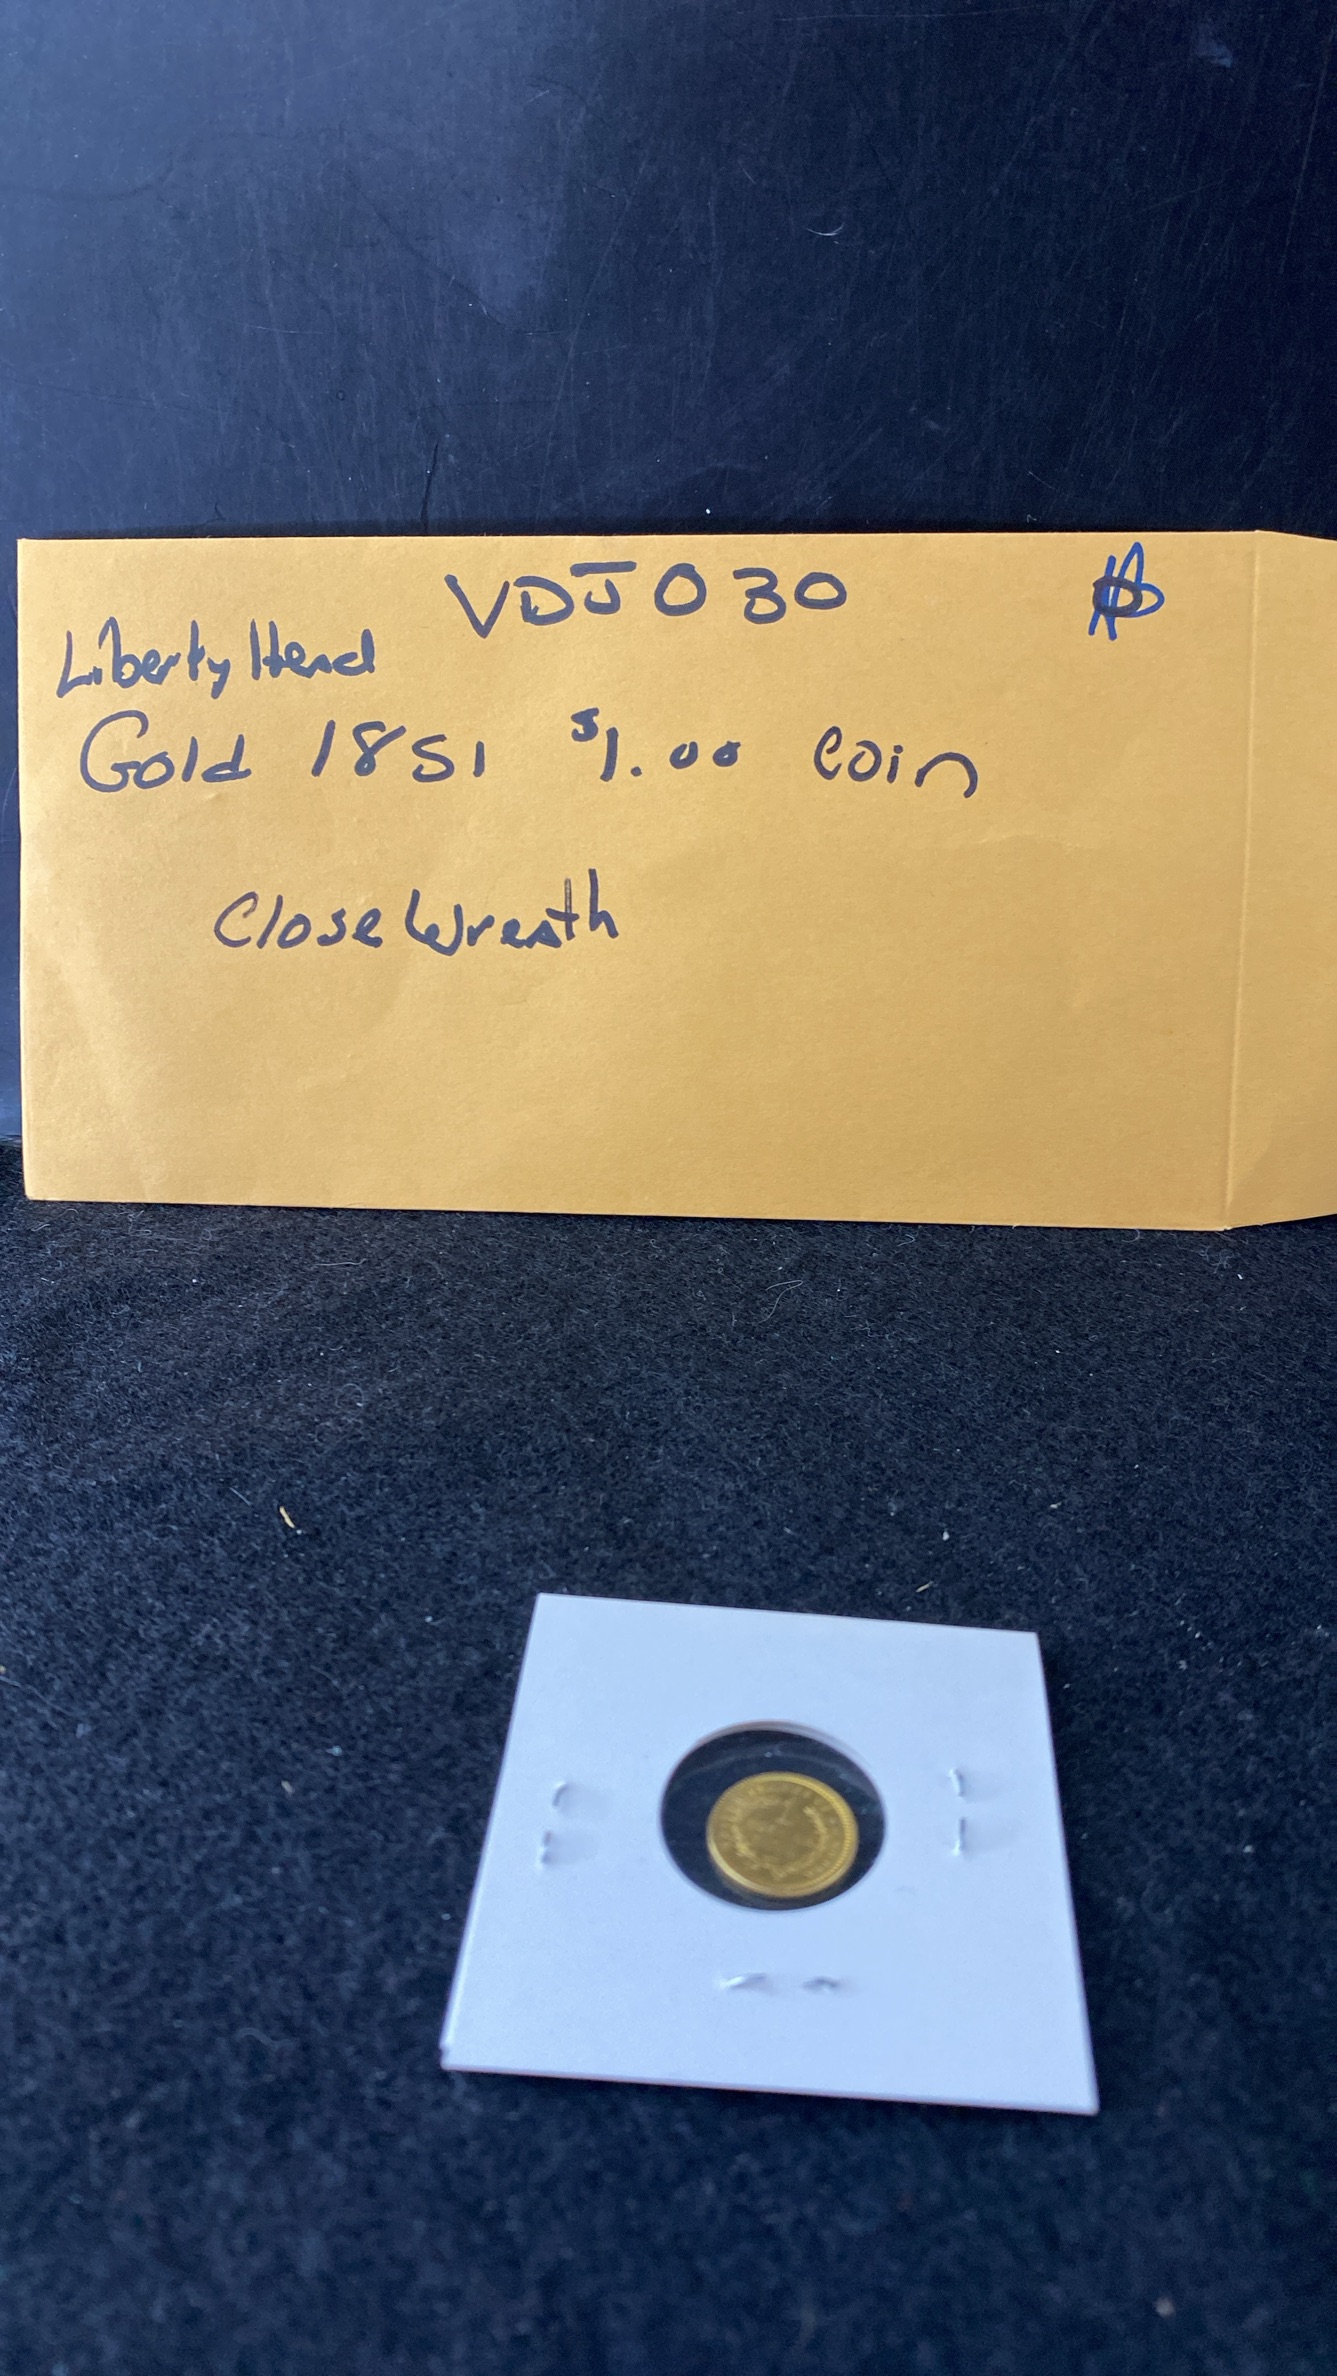 VDJ030
Liberty Head
Gold 1851 $1.00 Coin
Close Wreath